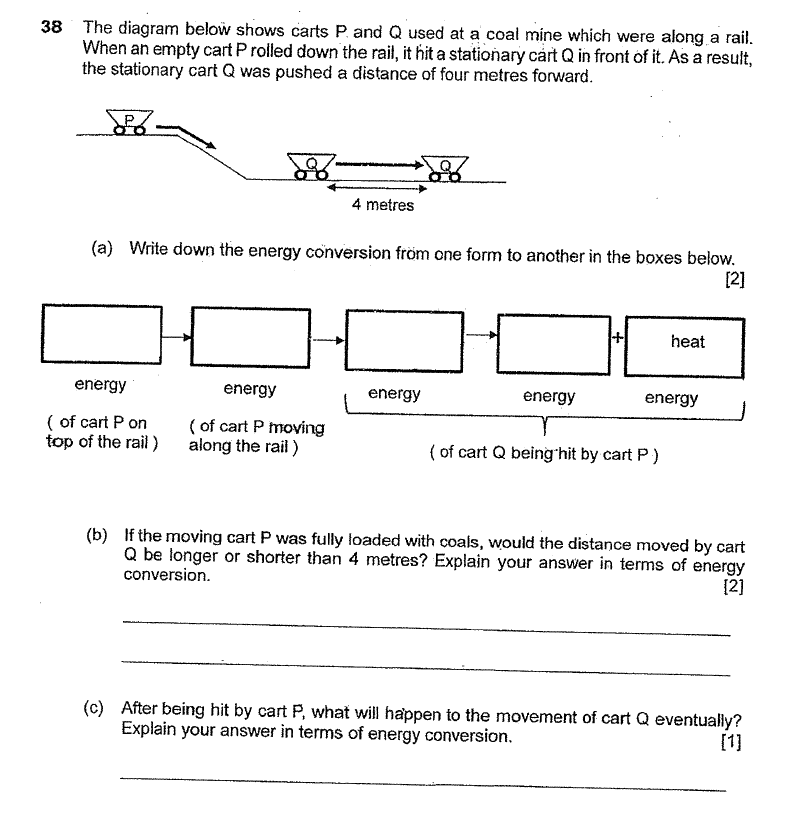 38 The diagram below shows carts P and Q used at a coal mine which were along a rail.
When an empty cart P rolled down the rail, it hit a stationary cart Q in front of it. As a result,
the stationary cart Q was pushed a distance of four metres forward.
P
Q
Q
4 metres
(a) Write down the energy conversion from one form to another in the boxes below.
[2]
+ heat
energy energy energy energy energy
( of cart P on ( of cart P moving
top of the rail ) along the rail )
( of cart Q being hit by cart P )
(b) If the moving cart P was fully loaded with coals, would the distance moved by cart
Q be longer or shorter than 4 metres? Explain your answer in terms of energy
conversion. [2]
(c) After being hit by cart P, what will happen to the movement of cart Q eventually?
Explain your answer in terms of energy conversion. [1]